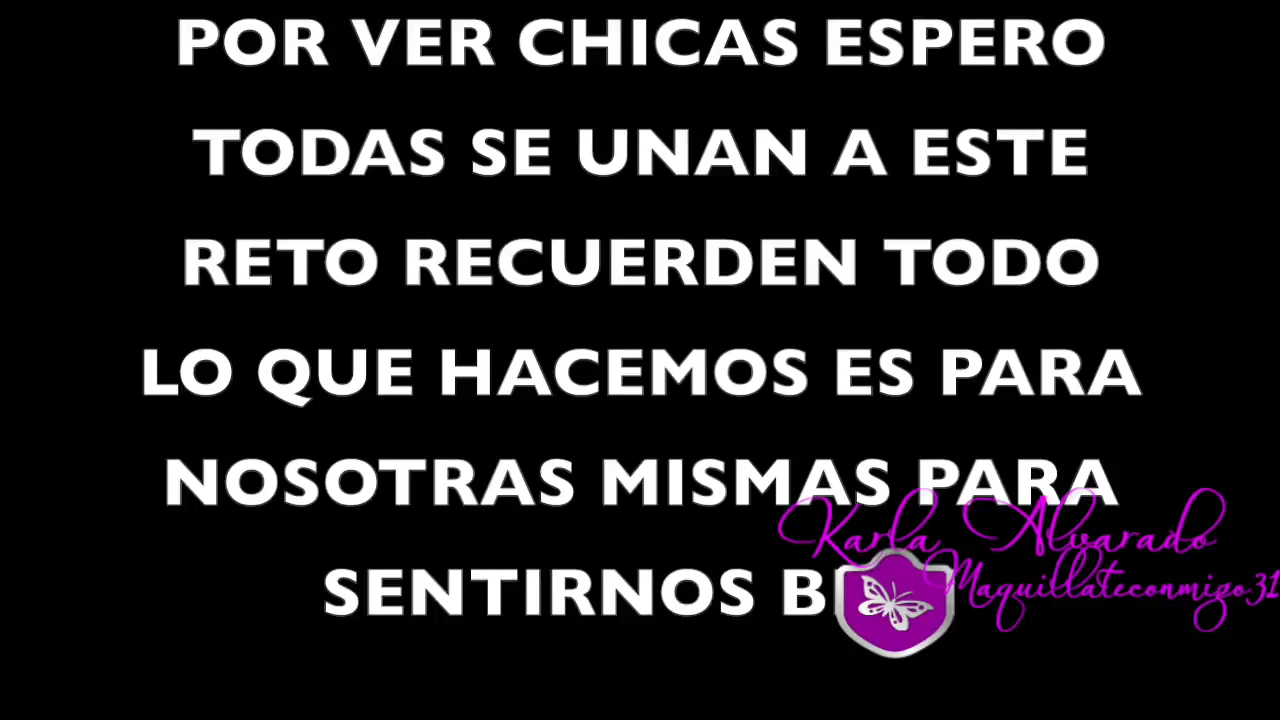 POR VER CHICAS ESPERO
TODAS SE UNAN A ESTE
RETO RECUERDEN TODO
LO QUE HACEMOS ES PARA
NOSOTRAS MISMAS PARA
SENTIRNOS
Karla Alvarado
Maquillateconmigo31